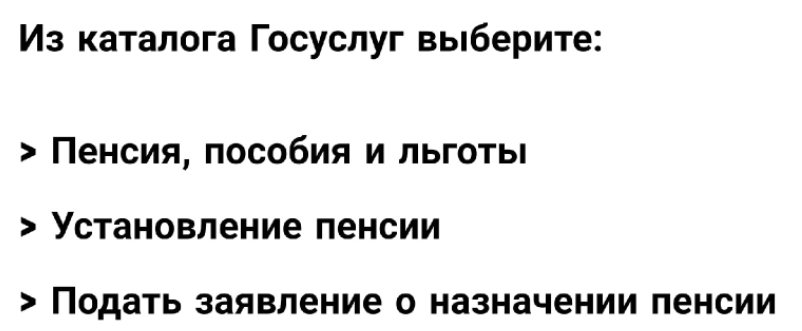 Из каталога Госуслуг выберите:
> Пенсия, пособия и льготы
> Установление пенсии
> Подать заявление о назначении пенсии